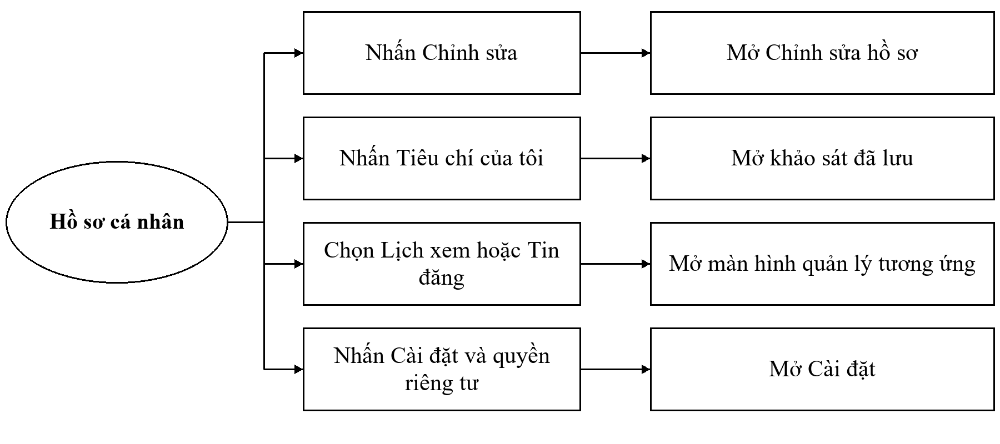 Nhấn Chỉnh sửa
Mở Chỉnh sửa hồ sơ
Nhấn Tiêu chí của tôi
Mở khảo sát đã lưu
Hồ sơ cá nhân
Chọn Lịch xem hoặc Tin
đăng
Mở màn hình quản lý tương ứng
Nhấn Cài đặt và quyền
riêng tư
Mở Cài đặt